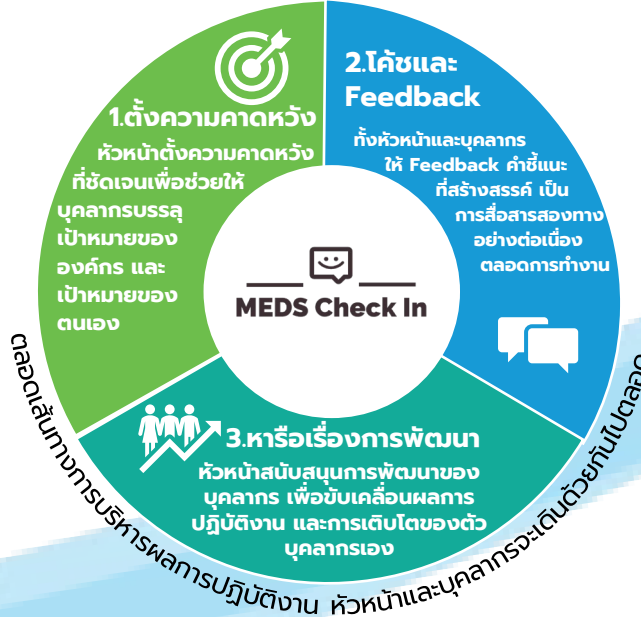 1.ตั้งความคาดหวัง
หัวหน้าตั้งความคาดหวัง
ที่ชัดเจนเพื่อช่วยให้
บุคลากรบรรลุ
เป้าหมายของ
องค์กร และ
เป้าหมายของ
ตนเอง
2.โค้ชและ
Feedback
ทั้งหัวหน้าและบุคลากร
ให้ Feedback คำชี้แนะ
ที่สร้างสรรค์ เป็น
การสื่อสารสองทาง
อย่างต่อเนื่อง
ตลอดการทำงาน
MEDS Check In
3.หารือเรื่องการพัฒนา
หัวหน้าสนับสนุนการพัฒนาของ
บุคลากร เพื่อขับเคลื่อนผลการ
ปฏิบัติงาน และการเติบโตของตัว
บุคลากรเอง
ตลอดเส้นทางการบริหารผลการปฏิบัติงาน หัวหน้าและบุคลากรจะเดินด้วยกันไปตลอด